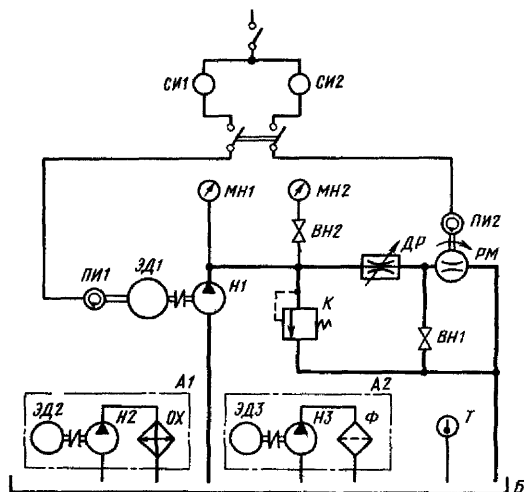 СИ1 СИ2
МН1 МН2
ВН2
ДР ПИ2
РМ
ПИ1 ЭД1 Н1
К
ВН1
А1 А2
ЭД2 Н2 ОХ ЭД3 Н3 Ф Т
Б